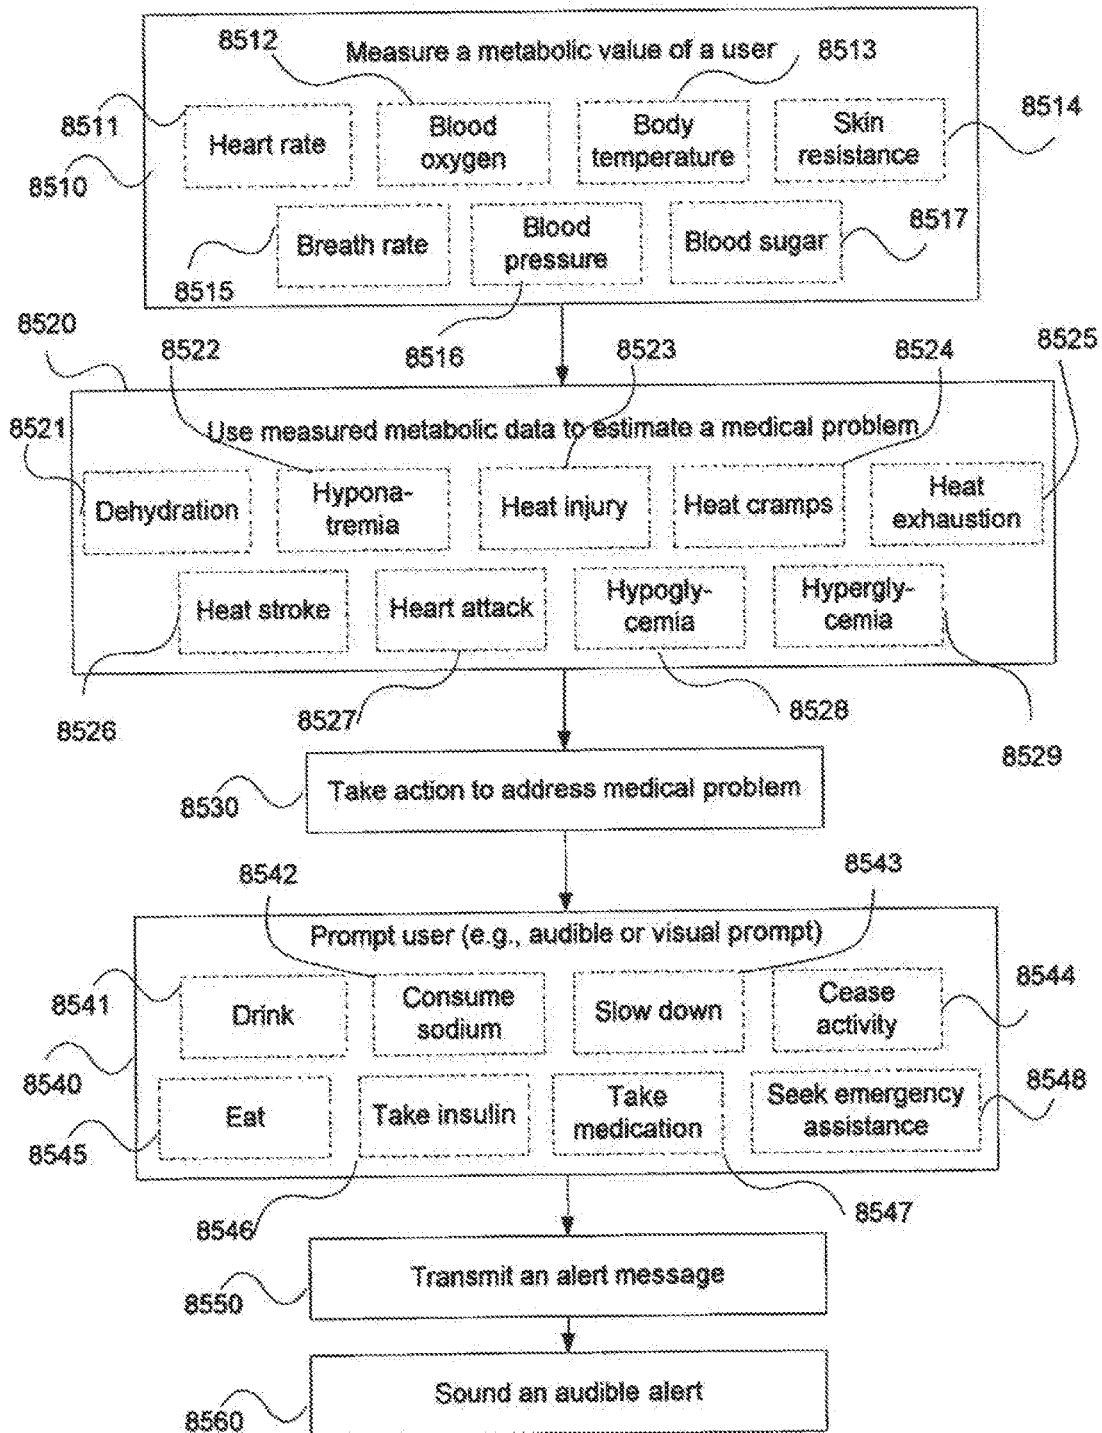 8512
Measure a metabolic value of a user
8513
8511
8514
Heart rate
Blood
oxygen
Body
temperature
Skin
resistance
8510
Breath rate
Blood
pressure
Blood sugar
8517
8515
8516
8520
8522
8523
8524
8525
8521
Use measured metabolic data to estimate a medical problem
Dehydration
Hypona-
tremia
Heat injury
Heat cramps
Heat
exhaustion
Heat stroke
Heart attack
Hypogly-
cemia
Hypergly-
cemia
8526
8527
8528
8529
8530
Take action to address medical problem
8542
8543
Prompt user (e.g., audible or visual prompt)
8541
8544
Drink
Consume
sodium
Slow down
Cease
activity
8540
8548
Eat
Take insulin
Take
medication
Seek emergency
assistance
8545
8546
8547
Transmit an alert message
8550
Sound an audible alert
8560